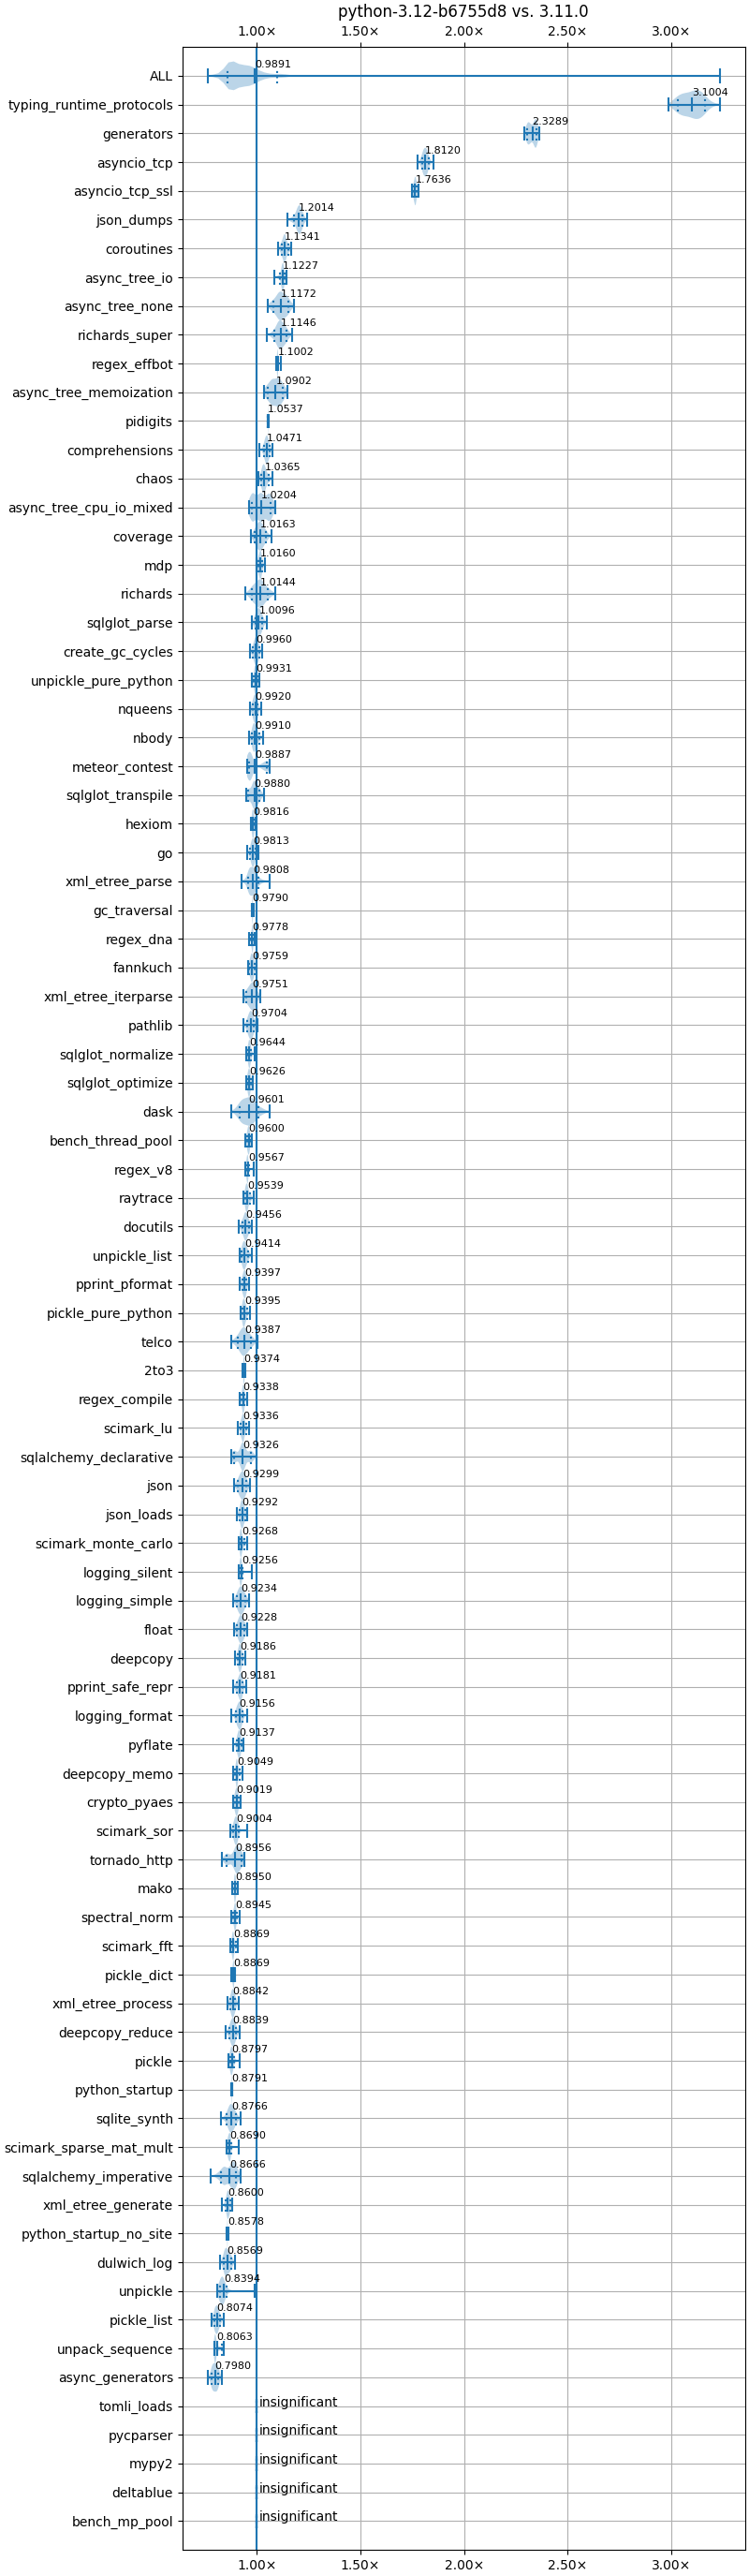 python-3.12-b6755d8 vs. 3.11.0
1.00× 1.50× 2.00× 2.50× 3.00×
ALL 0.9891
typing_runtime_protocols 3.1004
generators 2.3289
asyncio_tcp 1.8120
asyncio_tcp_ssl 1.7636
json_dumps 1.2014
coroutines 1.1341
async_tree_io 1.1227
async_tree_none 1.1172
richards_super 1.1146
regex_effbot 1.1002
async_tree_memoization 1.0902
pidigits 1.0537
comprehensions 1.0471
chaos 1.0365
async_tree_cpu_io_mixed 1.0204
coverage 1.0163
mdp 1.0160
richards 1.0144
sqlglot_parse 1.0096
create_gc_cycles 0.9960
unpickle_pure_python 0.9931
nqueens 0.9920
nbody 0.9910
meteor_contest 0.9887
sqlglot_transpile 0.9880
hexiom 0.9816
go 0.9813
xml_etree_parse 0.9808
gc_traversal 0.9790
regex_dna 0.9778
fannkuch 0.9759
xml_etree_iterparse 0.9751
pathlib 0.9704
sqlglot_normalize 0.9644
sqlglot_optimize 0.9626
dask 0.9601
bench_thread_pool 0.9600
regex_v8 0.9567
raytrace 0.9539
docutils 0.9456
unpickle_list 0.9414
pprint_pformat 0.9397
pickle_pure_python 0.9395
telco 0.9387
2to3 0.9374
regex_compile 0.9338
scimark_lu 0.9336
sqlalchemy_declarative 0.9326
json 0.9299
json_loads 0.9292
scimark_monte_carlo 0.9268
logging_silent 0.9256
logging_simple 0.9234
float 0.9228
deepcopy 0.9186
pprint_safe_repr 0.9181
logging_format 0.9156
pyflate 0.9137
deepcopy_memo 0.9049
crypto_pyaes 0.9019
scimark_sor 0.9004
tornado_http 0.8956
mako 0.8950
spectral_norm 0.8945
scimark_fft 0.8869
pickle_dict 0.8869
xml_etree_process 0.8842
deepcopy_reduce 0.8839
pickle 0.8797
python_startup 0.8791
sqlite_synth 0.8766
scimark_sparse_mat_mult 0.8690
sqlalchemy_imperative 0.8666
xml_etree_generate 0.8600
python_startup_no_site 0.8578
dulwich_log 0.8569
unpickle 0.8394
pickle_list 0.8074
unpack_sequence 0.8063
async_generators 0.7980
tomli_loads insignificant
pycparser insignificant
mypy2 insignificant
deltablue insignificant
bench_mp_pool insignificant
1.00× 1.50× 2.00× 2.50× 3.00×